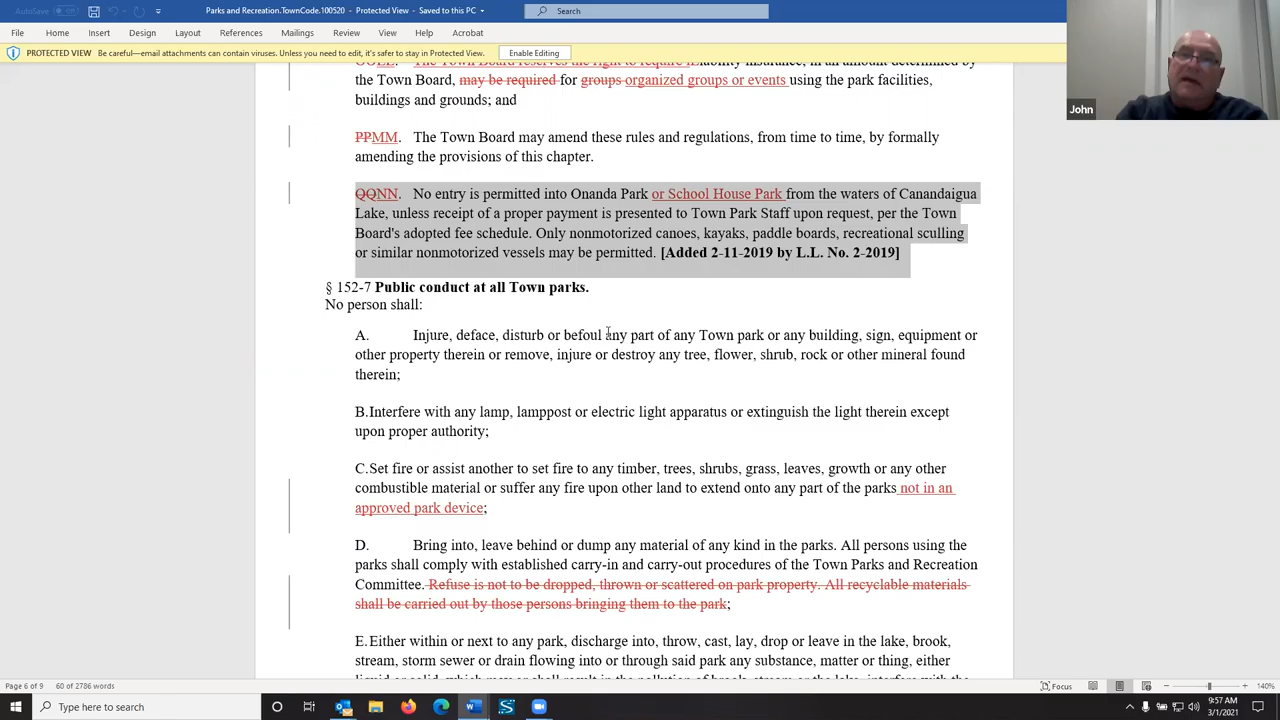 AutoSave Off
Parks and Recreation.TownCode.100520 - Protected View - Saved to this PC
Search
File Home Insert Design Layout References Mailings Review View Help Acrobat
PROTECTED VIEW Be careful—email attachments can contain viruses. Unless you need to edit, it's safer to stay in Protected View. Enable Editing
John
The Town Board reserves the right to require liability insurance, in an amount determined by
the Town Board, may be required for groups organized groups or events using the park facilities,
buildings and grounds; and
PPMM. The Town Board may amend these rules and regulations, from time to time, by formally
amending the provisions of this chapter.
QQNN. No entry is permitted into Onanda Park or School House Park from the waters of Canandaigua
Lake, unless receipt of a proper payment is presented to Town Park Staff upon request, per the Town
Board's adopted fee schedule. Only nonmotorized canoes, kayaks, paddle boards, recreational sculling
or similar nonmotorized vessels may be permitted. [Added 2-11-2019 by L.L. No. 2-2019]
§ 152-7 Public conduct at all Town parks.
No person shall:
A. Injure, deface, disturb or befoul any part of any Town park or any building, sign, equipment or
other property therein or remove, injure or destroy any tree, flower, shrub, rock or other mineral found
therein;
B.Interfere with any lamp, lamppost or electric light apparatus or extinguish the light therein except
upon proper authority;
C.Set fire or assist another to set fire to any timber, trees, shrubs, grass, leaves, growth or any other
combustible material or suffer any fire upon other land to extend onto any part of the parks not in an
approved park device;
D. Bring into, leave behind or dump any material of any kind in the parks. All persons using the
parks shall comply with established carry-in and carry-out procedures of the Town Parks and Recreation
Committee. Refuse is not to be dropped, thrown or scattered on park property. All recyclable materials
shall be carried out by those persons bringing them to the park;
E.Either within or next to any park, discharge into, throw, cast, lay, drop or leave in the lake, brook,
stream, storm sewer or drain flowing into or through said park any substance, matter or thing, either
Page 6 of 9 60 of 2786 words Focus 140%
Type here to search
9:57 AM
3/1/2021